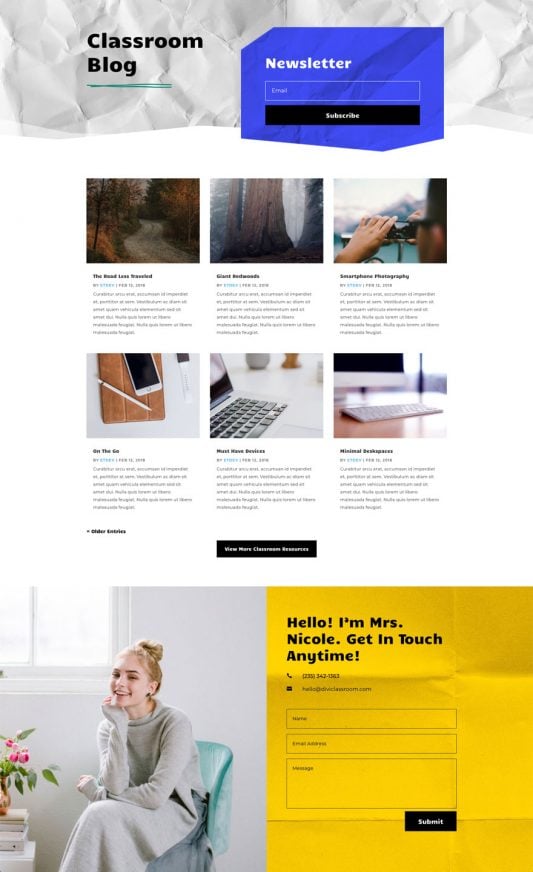 Classroom
Blog
Newsletter
Email
Subscribe
The Road Less Traveled
BY ETDEV | FEB 12, 2018
Curabitur arcu erat, accumsan id imperdiet
et, porttitor at sem. Vestibulum ac diam sit
amet quam vehicula elementum sed sit
amet dui. Nulla quis lorem ut libero
malesuada feugiat. Nulla quis lorem ut libero
malesuada feugiat.
Giant Redwoods
BY ETDEV | FEB 12, 2018
Curabitur arcu erat, accumsan id imperdiet
et, porttitor at sem. Vestibulum ac diam sit
amet quam vehicula elementum sed sit
amet dui. Nulla quis lorem ut libero
malesuada feugiat. Nulla quis lorem ut libero
malesuada feugiat.
Smartphone Photography
BY ETDEV | FEB 12, 2018
Curabitur arcu erat, accumsan id imperdiet
et, porttitor at sem. Vestibulum ac diam sit
amet quam vehicula elementum sed sit
amet dui. Nulla quis lorem ut libero
malesuada feugiat. Nulla quis lorem ut libero
malesuada feugiat.
On The Go
BY ETDEV | FEB 12, 2018
Curabitur arcu erat, accumsan id imperdiet
et, porttitor at sem. Vestibulum ac diam sit
amet quam vehicula elementum sed sit
amet dui. Nulla quis lorem ut libero
malesuada feugiat. Nulla quis lorem ut libero
malesuada feugiat.
Must Have Devices
BY ETDEV | FEB 12, 2018
Curabitur arcu erat, accumsan id imperdiet
et, porttitor at sem. Vestibulum ac diam sit
amet quam vehicula elementum sed sit
amet dui. Nulla quis lorem ut libero
malesuada feugiat. Nulla quis lorem ut libero
malesuada feugiat.
Minimal Deskspaces
BY ETDEV | FEB 12, 2018
Curabitur arcu erat, accumsan id imperdiet
et, porttitor at sem. Vestibulum ac diam sit
amet quam vehicula elementum sed sit
amet dui. Nulla quis lorem ut libero
malesuada feugiat. Nulla quis lorem ut libero
malesuada feugiat.
« Older Entries
View More Classroom Resources
Hello! I'm Mrs.
Nicole. Get In Touch
Anytime!
(235) 342-1363
hello@diviclassroom.com
Name
Email Address
Message
Submit